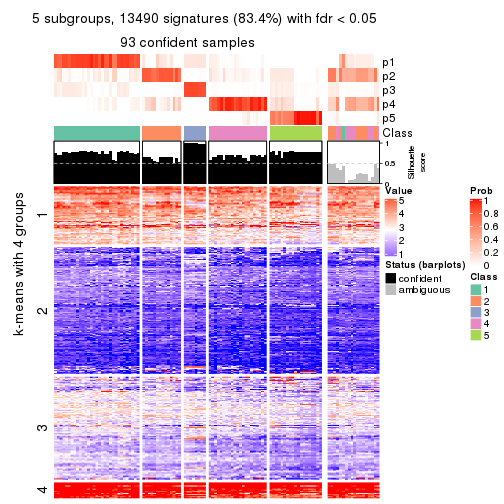 5 subgroups, 13490 signatures (83.4%) with fdr < 0.05
93 confident samples
p1
p2
p3
p4
p5
Class
1
0.5
0
Silhouette
score
k-means with 4 groups
1
2
3
4
Value
5
4
3
2
1
Status (barplots)
confident
ambiguous
Prob
1
0.8
0.6
0.4
0.2
0
Class
1
2
3
4
5